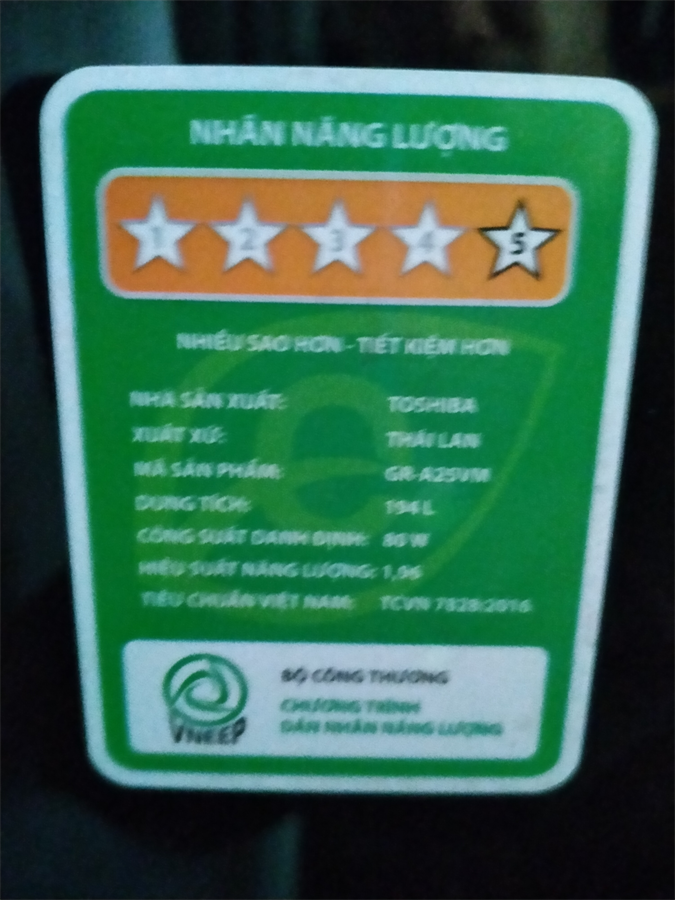 NHÃN NĂNG LƯỢNG
1 2 3 4 5
NHIỀU SAO HƠN - TIẾT KIỆM HƠN
NHÀ SẢN XUẤT: TOSHIBA
XUẤT XỨ: THÁI LAN
MÃ SẢN PHẨM: GR-A25VM
DUNG TÍCH: 194 L
CÔNG SUẤT DANH ĐỊNH: 80 W
HIỆU SUẤT NĂNG LƯỢNG: 1,96
TIÊU CHUẨN VIỆT NAM: TCVN 7828:2016
BỘ CÔNG THƯƠNG
CHƯƠNG TRÌNH
DÁN NHÃN NĂNG LƯỢNG
VNEEP